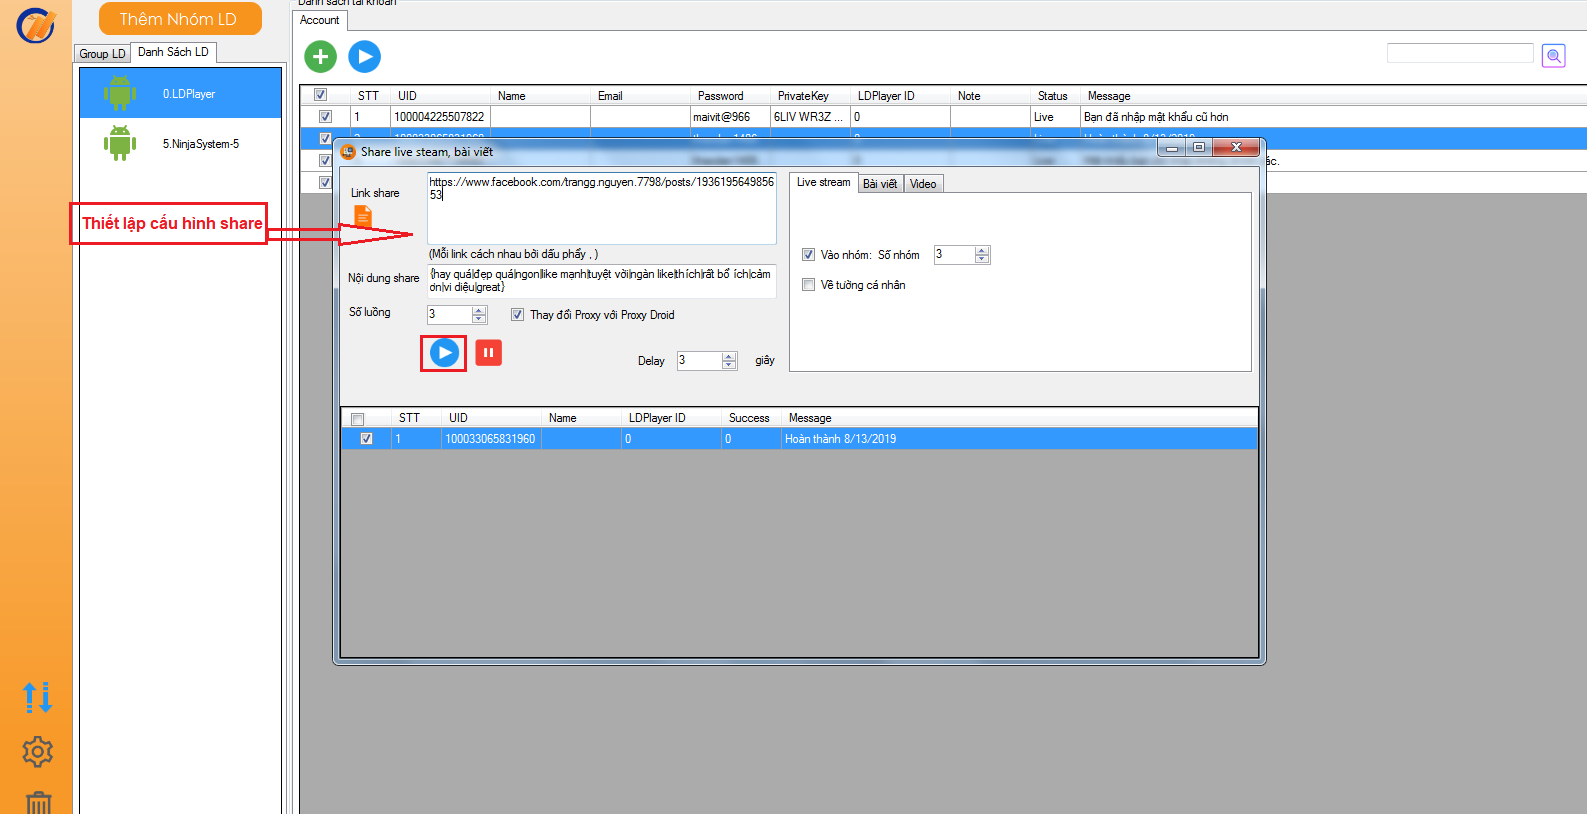 Thêm Nhóm LD
Group LD
Danh Sách LD
0.LDPlayer
5.NinjaSystem-5
Danh sách tài khoản
Account
STT UID Name Email Password PrivateKey LDPlayer ID Note Status Message
1 100004225507822 maivit@966 6LIV WR3Z ... 0 Live Bạn đã nhập mật khẩu cũ hơn
Thiết lập cấu hình share
Share live steam, bài viết
Link share
https://www.facebook.com/trangg.nguyen.7798/posts/1936195649856
53
(Mỗi link cách nhau bởi dấu phẩy , )
Nội dung share
{hay quá|đẹp quá|ngon|like mạnh|tuyệt vời|ngàn like|thích|rất bổ ích|cảm
ơn|vi diệu|great}
Số luồng
3
Thay đổi Proxy với Proxy Droid
Delay
3
giây
Live stream
Bài viết
Video
Vào nhóm: Số nhóm
3
Về tường cá nhân
STT UID Name LDPlayer ID Success Message
1 100033065831960 0 0 Hoàn thành 8/13/2019